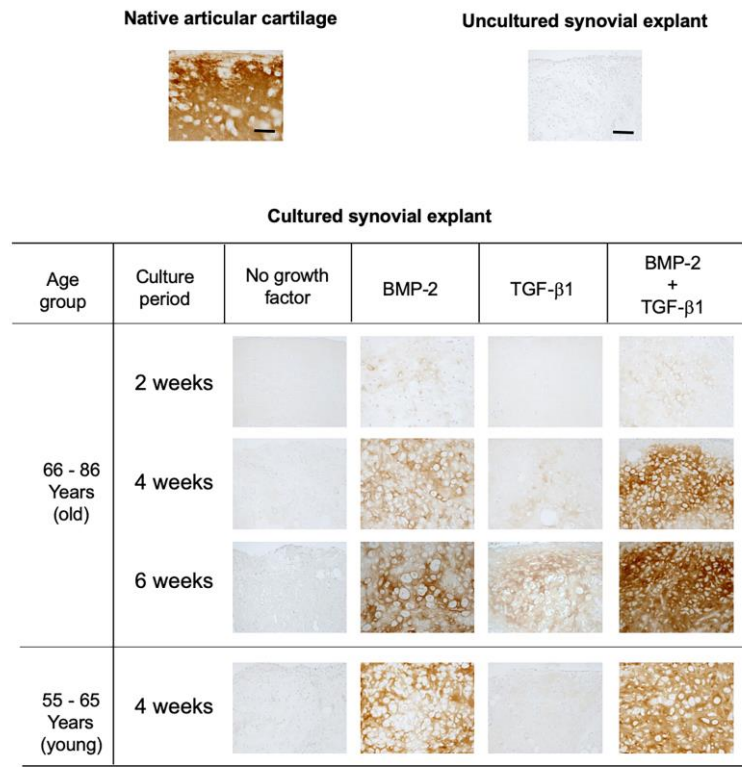 Native articular cartilage
Uncultured synovial explant
Cultured synovial explant
Age
group
Culture
period
No growth
factor
BMP-2
TGF-β1
BMP-2
+
TGF-β1
66 - 86
Years
(old)
2 weeks
4 weeks
6 weeks
55 - 65
Years
(young)
4 weeks